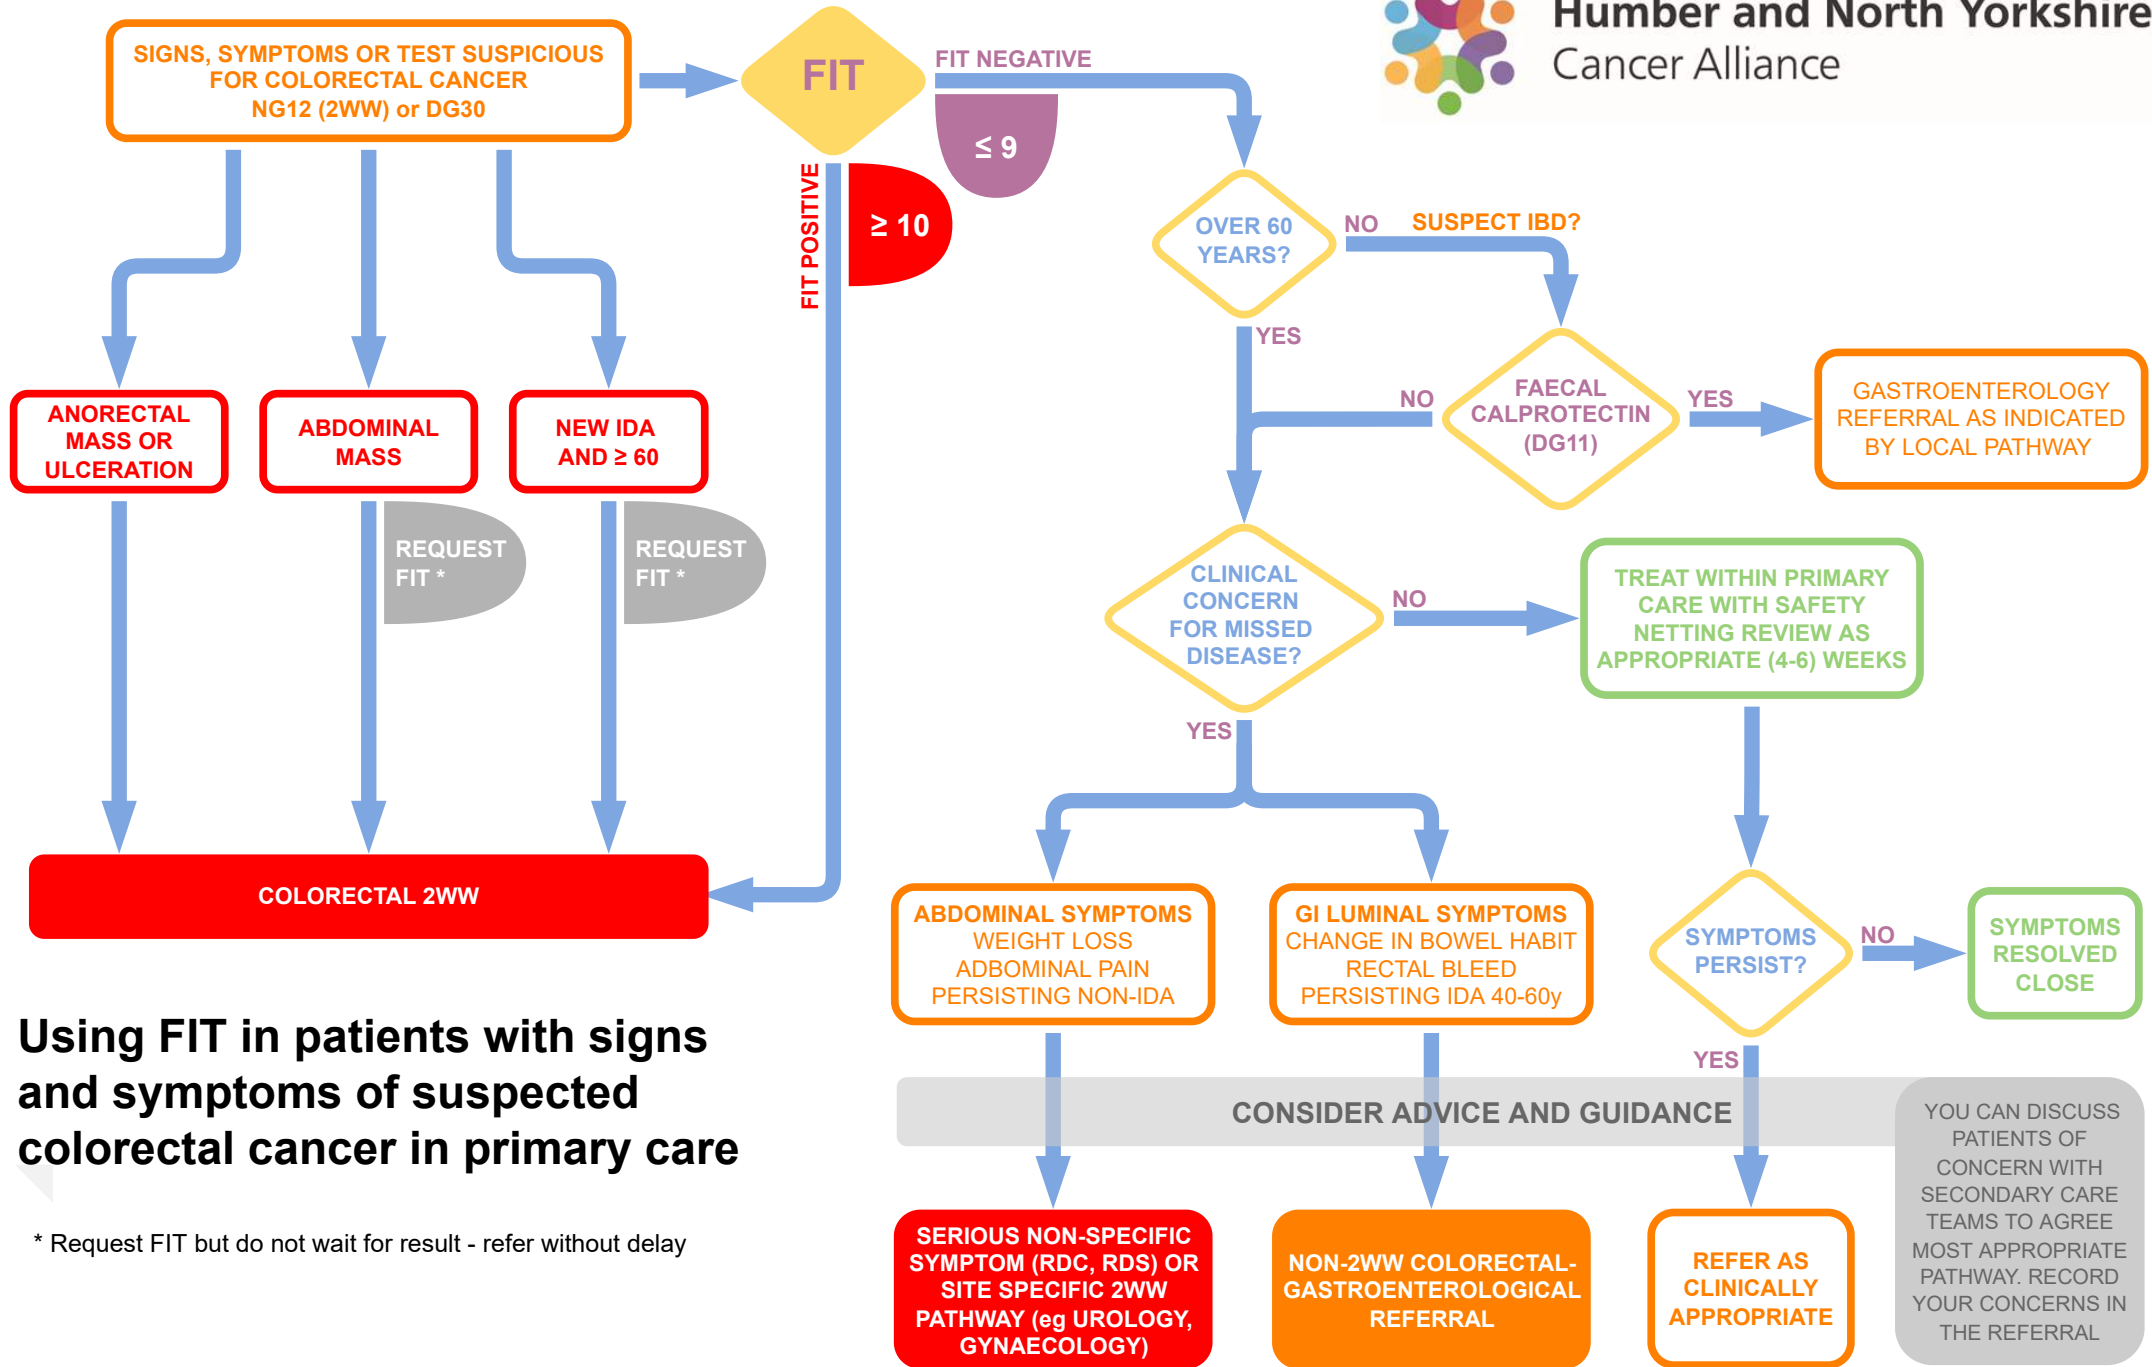 Humber and North Yorkshire
Cancer Alliance
SIGNS, SYMPTOMS OR TEST SUSPICIOUS
FOR COLORECTAL CANCER
NG12 (2WW) or DG30
FIT
FIT NEGATIVE
≤ 9
FIT POSITIVE
≥ 10
OVER 60
YEARS?
NO
SUSPECT IBD?
YES
FAECAL
CALPROTECTIN
(DG11)
NO
YES
GASTROENTEROLOGY
REFERRAL AS INDICATED
BY LOCAL PATHWAY
ANORECTAL
MASS OR
ULCERATION
ABDOMINAL
MASS
NEW IDA
AND ≥ 60
REQUEST
FIT *
REQUEST
FIT *
CLINICAL
CONCERN
FOR MISSED
DISEASE?
NO
TREAT WITHIN PRIMARY
CARE WITH SAFETY
NETTING REVIEW AS
APPROPRIATE (4-6) WEEKS
YES
COLORECTAL 2WW
ABDOMINAL SYMPTOMS
WEIGHT LOSS
ADBOMINAL PAIN
PERSISTING NON-IDA
GI LUMINAL SYMPTOMS
CHANGE IN BOWEL HABIT
RECTAL BLEED
PERSISTING IDA 40-60y
SYMPTOMS
PERSIST?
NO
SYMPTOMS
RESOLVED
CLOSE
YES
Using FIT in patients with signs
and symptoms of suspected
colorectal cancer in primary care
* Request FIT but do not wait for result - refer without delay
CONSIDER ADVICE AND GUIDANCE
YOU CAN DISCUSS
PATIENTS OF
CONCERN WITH
SECONDARY CARE
TEAMS TO AGREE
MOST APPROPRIATE
PATHWAY. RECORD
YOUR CONCERNS IN
THE REFERRAL
SERIOUS NON-SPECIFIC
SYMPTOM (RDC, RDS) OR
SITE SPECIFIC 2WW
PATHWAY (eg UROLOGY,
GYNAECOLOGY)
NON-2WW COLORECTAL-
GASTROENTEROLOGICAL
REFERRAL
REFER AS
CLINICALLY
APPROPRIATE